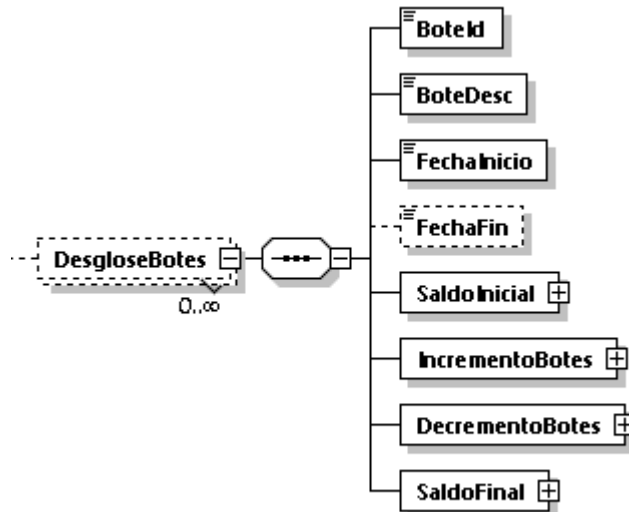 BoteId
BoteDesc
FechaInicio
FechaFin
DesgloseBotes
0..∞
SaldoInicial
IncrementoBotes
DecrementoBotes
SaldoFinal